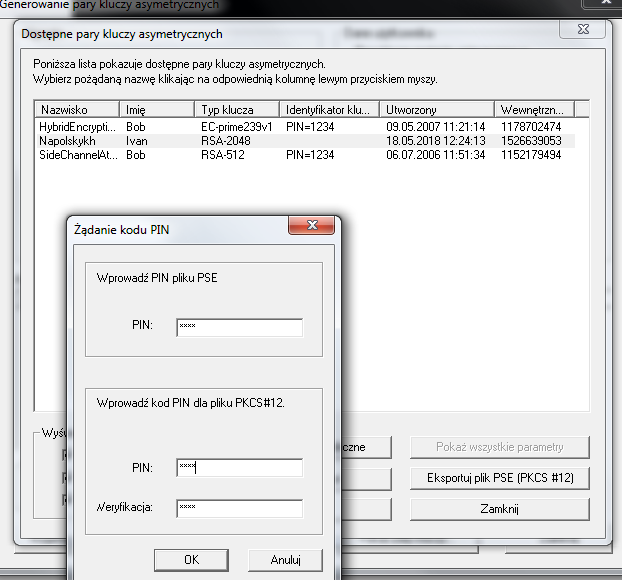 Generowanie pary kluczy asymetrycznych
Dostępne pary kluczy asymetrycznych
Poniższa lista pokazuje dostępne pary kluczy asymetrycznych.
Wybierz pożądaną nazwę klikając na odpowiednią kolumnę lewym przyciskiem myszy.
Nazwisko Imię Typ klucza Identyfikator klu... Utworzony Wewnętrzn...
HybridEncrypti... Bob EC-prime239v1 PIN=1234 09.05.2007 11:21:14 1178702474
Napolskykh Ivan RSA-2048 18.05.2018 12:24:13 1526639053
SideChannelAt... Bob RSA-512 PIN=1234 06.07.2006 11:51:34 1152179494
Żądanie kodu PIN
Wprowadź PIN pliku PSE
PIN: ****
Wprowadź kod PIN dla pliku PKCS#12.
PIN: ****
Weryfikacja: ****
OK Anuluj
Wyśw
czne
Pokaż wszystkie parametry
Eksportuj plik PSE (PKCS #12)
Zamknij